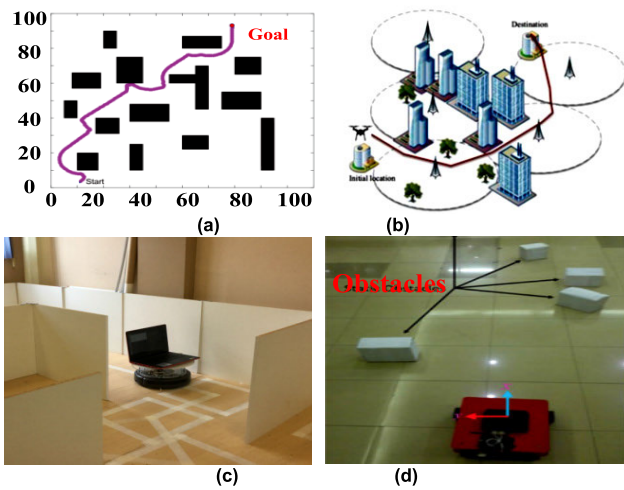 100
80
60
40
20
0
Goal
Start
0 20 40 60 80 100
(a)
Destination
Initial location
(b)
(c)
Obstacles
(d)